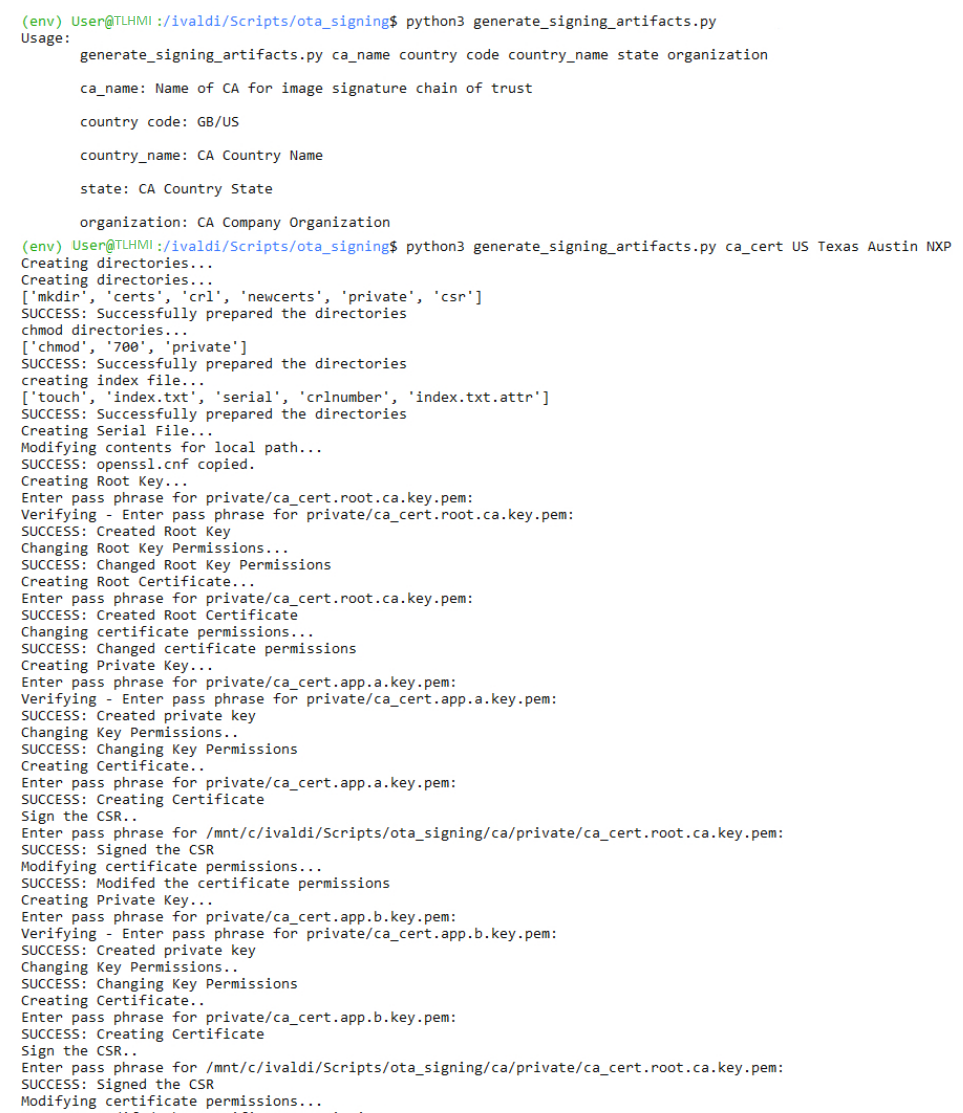 (env) User@TLHMI :/ivaldi/Scripts/ota_signing$ python3 generate_signing_artifacts.py
Usage:
generate_signing_artifacts.py ca_name country code country_name state organization
ca_name: Name of CA for image signature chain of trust
country code: GB/US
country_name: CA Country Name
state: CA Country State
organization: CA Company Organization
(env) User@TLHMI :/ivaldi/Scripts/ota_signing$ python3 generate_signing_artifacts.py ca_cert US Texas Austin NXP
Creating directories...
Creating directories...
['mkdir', 'certs', 'crl', 'newcerts', 'private', 'csr']
SUCCESS: Successfully prepared the directories
chmod directories...
['chmod', '700', 'private']
SUCCESS: Successfully prepared the directories
creating index file...
['touch', 'index.txt', 'serial', 'crlnumber', 'index.txt.attr']
SUCCESS: Successfully prepared the directories
Creating Serial File...
Modifying contents for local path...
SUCCESS: openssl.cnf copied.
Creating Root Key...
Enter pass phrase for private/ca_cert.root.ca.key.pem:
Verifying - Enter pass phrase for private/ca_cert.root.ca.key.pem:
SUCCESS: Created Root Key
Changing Root Key Permissions...
SUCCESS: Changed Root Key Permissions
Creating Root Certificate...
Enter pass phrase for private/ca_cert.root.ca.key.pem:
SUCCESS: Created Root Certificate
Changing certificate permissions...
SUCCESS: Changed certificate permissions
Creating Private Key...
Enter pass phrase for private/ca_cert.app.a.key.pem:
Verifying - Enter pass phrase for private/ca_cert.app.a.key.pem:
SUCCESS: Created private key
Changing Key Permissions..
SUCCESS: Changing Key Permissions
Creating Certificate..
Enter pass phrase for private/ca_cert.app.a.key.pem:
SUCCESS: Creating Certificate
Sign the CSR..
Enter pass phrase for /mnt/c/ivaldi/Scripts/ota_signing/ca/private/ca_cert.root.ca.key.pem:
SUCCESS: Signed the CSR
Modifying certificate permissions...
SUCCESS: Modifed the certificate permissions
Creating Private Key...
Enter pass phrase for private/ca_cert.app.b.key.pem:
Verifying - Enter pass phrase for private/ca_cert.app.b.key.pem:
SUCCESS: Created private key
Changing Key Permissions..
SUCCESS: Changing Key Permissions
Creating Certificate..
Enter pass phrase for private/ca_cert.app.b.key.pem:
SUCCESS: Creating Certificate
Sign the CSR..
Enter pass phrase for /mnt/c/ivaldi/Scripts/ota_signing/ca/private/ca_cert.root.ca.key.pem:
SUCCESS: Signed the CSR
Modifying certificate permissions...